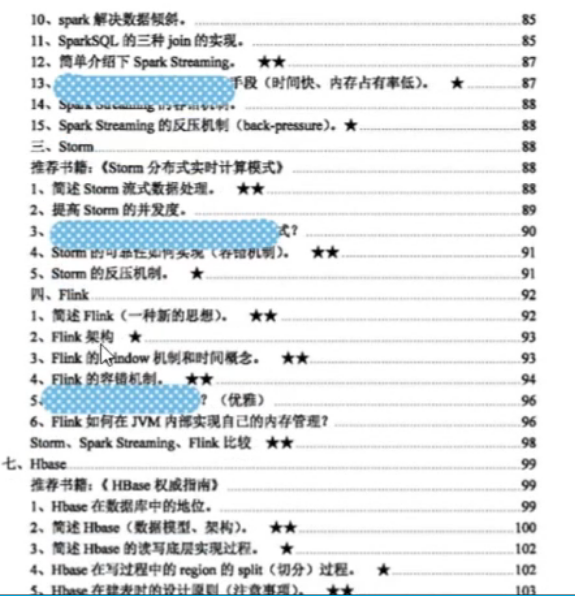 10、spark 解决数据倾斜。 85
11、SparkSQL 的三种 join 的实现。 85
12、简单介绍下 Spark Streaming。 ★★ 87
13、手段（时间快、内存占有率低）。 ★ 87
14、Spark Streaming 的容错机制。 88
15、Spark Streaming 的反压机制（back-pressure）。★ 88
三、Storm 88
推荐书籍：《Storm 分布式实时计算模式》 88
1、简述 Storm 流式数据处理。 ★★ 88
2、提高 Storm 的并发度。 89
3、式？ 90
4、Storm 的可靠性如何实现（容错机制）。 ★★ 91
5、Storm 的反压机制。 ★ 91
四、Flink 92
1、简述 Flink（一种新的思想）。 ★★ 92
2、Flink 架构 ★ 93
3、Flink 的 window 机制和时间概念。 ★★ 93
4、Flink 的容错机制。 ★★ 94
5、？（优雅） 96
6、Flink 如何在 JVM 内部实现自己的内存管理？ 96
Storm、Spark Streaming、Flink 比较 ★★ 98
七、Hbase 99
推荐书籍：《HBase 权威指南》 99
1、Hbase 在数据库中的地位。 99
2、简述 Hbase（数据模型、架构）。 ★★ 100
3、简述 Hbase 的读写底层实现过程。 ★ 102
4、Hbase 在写过程中的 region 的 split（切分）过程。 ★ 102
5、Hbase 在建表时的设计原则（注意事项）。 ★★ 103